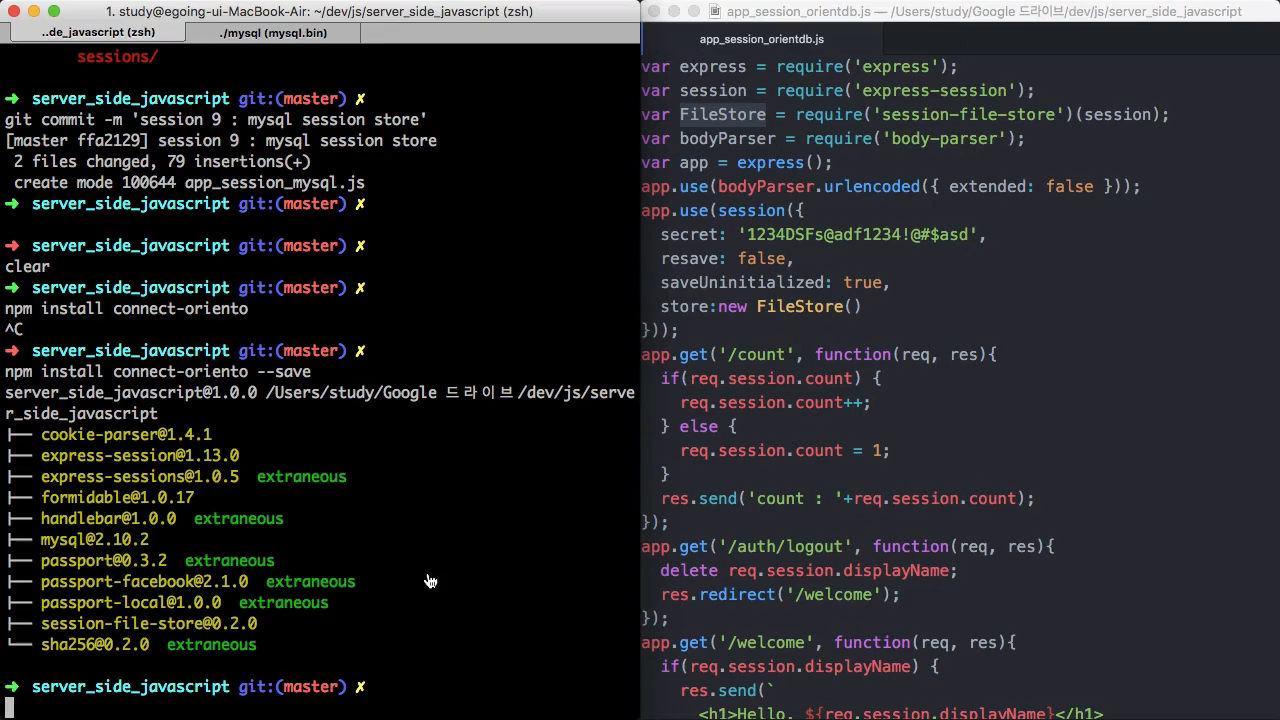 1. study@egoing-ui-MacBook-Air: ~/dev/js/server_side_javascript (zsh)
..de_javascript (zsh)
./mysql (mysql.bin)
sessions/
➜ server_side_javascript git:(master) ✗
git commit -m 'session 9 : mysql session store'
[master ffa2129] session 9 : mysql session store
2 files changed, 79 insertions(+)
create mode 100644 app_session_mysql.js
➜ server_side_javascript git:(master) ✗
➜ server_side_javascript git:(master) ✗
clear
➜ server_side_javascript git:(master) ✗
npm install connect-oriento
^C
➜ server_side_javascript git:(master) ✗
npm install connect-oriento --save
server_side_javascript@1.0.0 /Users/study/Google 드라이브/dev/js/serve
r_side_javascript
├── cookie-parser@1.4.1
├── express-session@1.13.0
├── express-sessions@1.0.5 extraneous
├── formidable@1.0.17
├── handlebar@1.0.0 extraneous
├── mysql@2.10.2
├── passport@0.3.2 extraneous
├── passport-facebook@2.1.0 extraneous
├── passport-local@1.0.0 extraneous
├── session-file-store@0.2.0
└── sha256@0.2.0 extraneous
➜ server_side_javascript git:(master) ✗
app_session_orientdb.js — /Users/study/Google 드라이브/dev/js/server_side_javascript
app_session_orientdb.js
var express = require('express');
var session = require('express-session');
var FileStore = require('session-file-store')(session);
var bodyParser = require('body-parser');
var app = express();
app.use(bodyParser.urlencoded({ extended: false }));
app.use(session({
secret: '1234DSFs@adf1234!@#$asd',
resave: false,
saveUninitialized: true,
store:new FileStore()
}));
app.get('/count', function(req, res){
if(req.session.count) {
req.session.count++;
} else {
req.session.count = 1;
}
res.send('count : '+req.session.count);
});
app.get('/auth/logout', function(req, res){
delete req.session.displayName;
res.redirect('/welcome');
});
app.get('/welcome', function(req, res){
if(req.session.displayName) {
res.send(`
<h1>Hello, ${req.session.displayName}</h1>